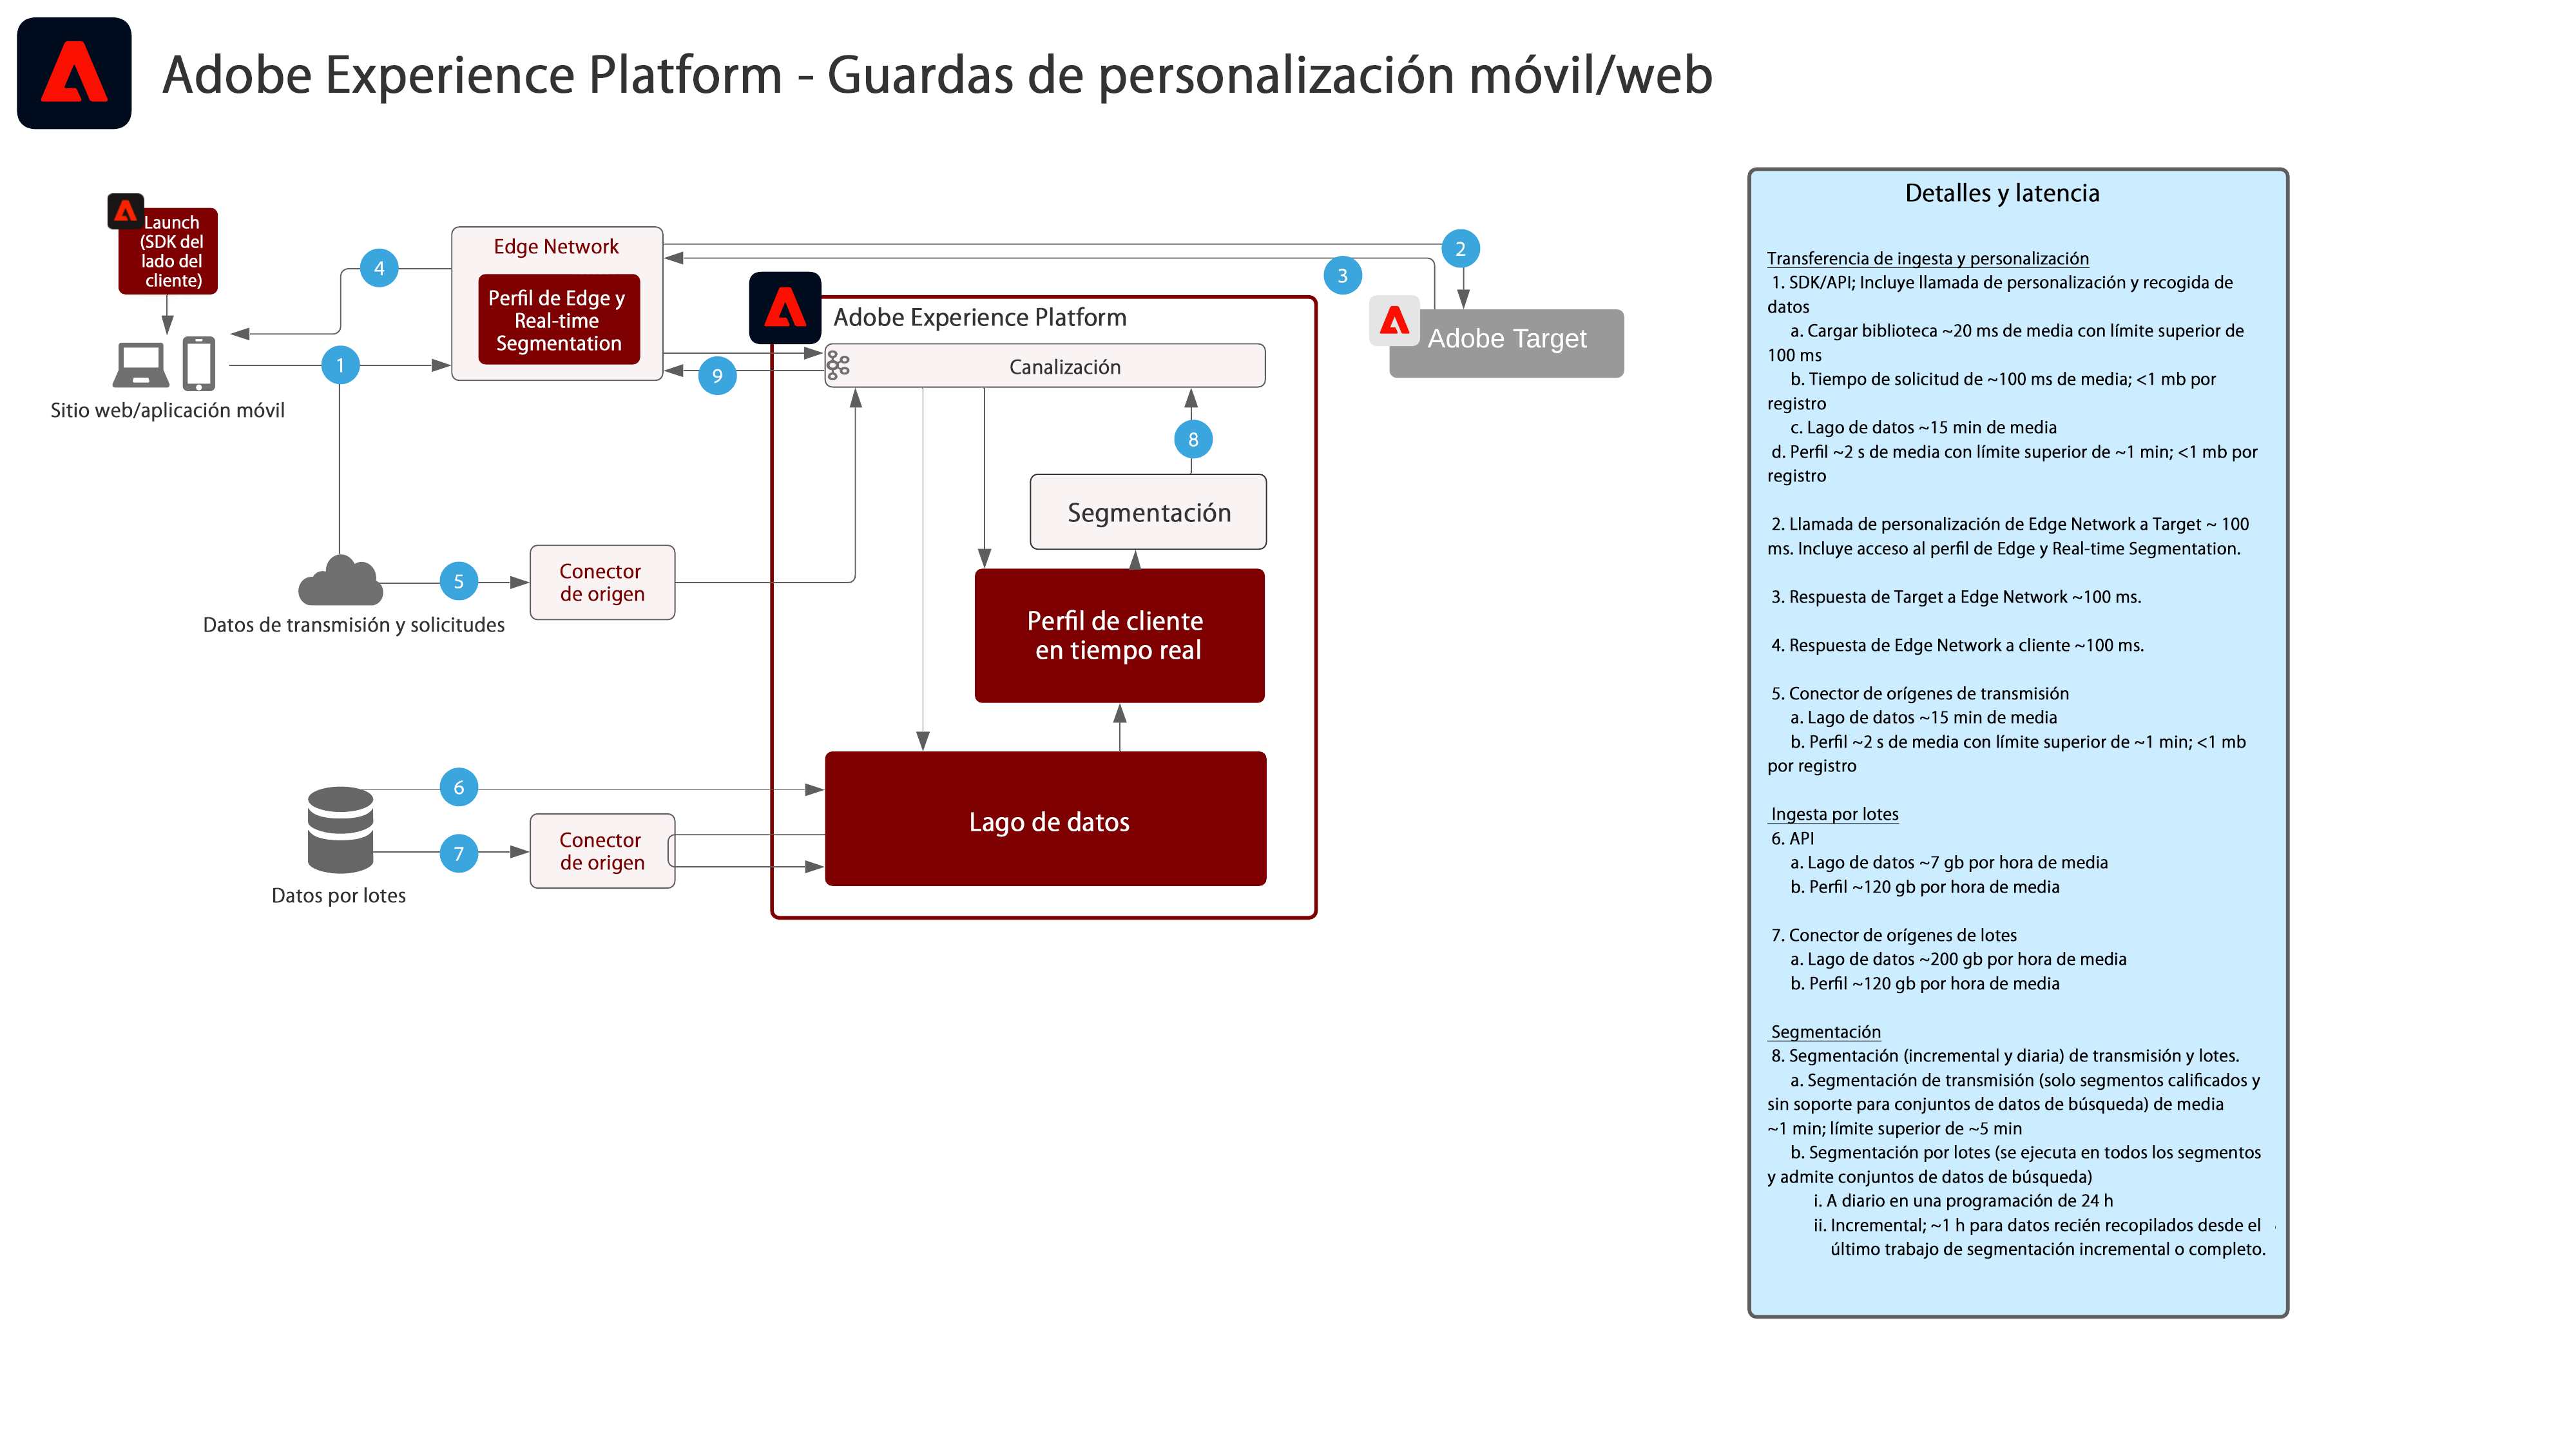 Adobe Experience Platform - Guardas de personalización móvil/web
Launch
(SDK del
lado del
cliente)
Sitio web/aplicación móvil
1
4
Edge Network
Perfil de Edge y
Real-time
Segmentation
9
2
3
Adobe Target
Adobe Experience Platform
Canalización
8
Segmentación
Perfil de cliente
en tiempo real
Lago de datos
Datos de transmisión y solicitudes
5
Conector
de origen
6
7
Conector
de origen
Datos por lotes
Detalles y latencia
Transferencia de ingesta y personalización
1. SDK/API; Incluye llamada de personalización y recogida de
datos
a. Cargar biblioteca ~20 ms de media con límite superior de
100 ms
b. Tiempo de solicitud de ~100 ms de media; <1 mb por
registro
c. Lago de datos ~15 min de media
d. Perfil ~2 s de media con límite superior de ~1 min; <1 mb por
registro
2. Llamada de personalización de Edge Network a Target ~ 100
ms. Incluye acceso al perfil de Edge y Real-time Segmentation.
3. Respuesta de Target a Edge Network ~100 ms.
4. Respuesta de Edge Network a cliente ~100 ms.
5. Conector de orígenes de transmisión
a. Lago de datos ~15 min de media
b. Perfil ~2 s de media con límite superior de ~1 min; <1 mb
por registro
Ingesta por lotes
6. API
a. Lago de datos ~7 gb por hora de media
b. Perfil ~120 gb por hora de media
7. Conector de orígenes de lotes
a. Lago de datos ~200 gb por hora de media
b. Perfil ~120 gb por hora de media
Segmentación
8. Segmentación (incremental y diaria) de transmisión y lotes.
a. Segmentación de transmisión (solo segmentos calificados y
sin soporte para conjuntos de datos de búsqueda) de media
~1 min; límite superior de ~5 min
b. Segmentación por lotes (se ejecuta en todos los segmentos
y admite conjuntos de datos de búsqueda)
i. A diario en una programación de 24 h
ii. Incremental; ~1 h para datos recién recopilados desde el
último trabajo de segmentación incremental o completo.